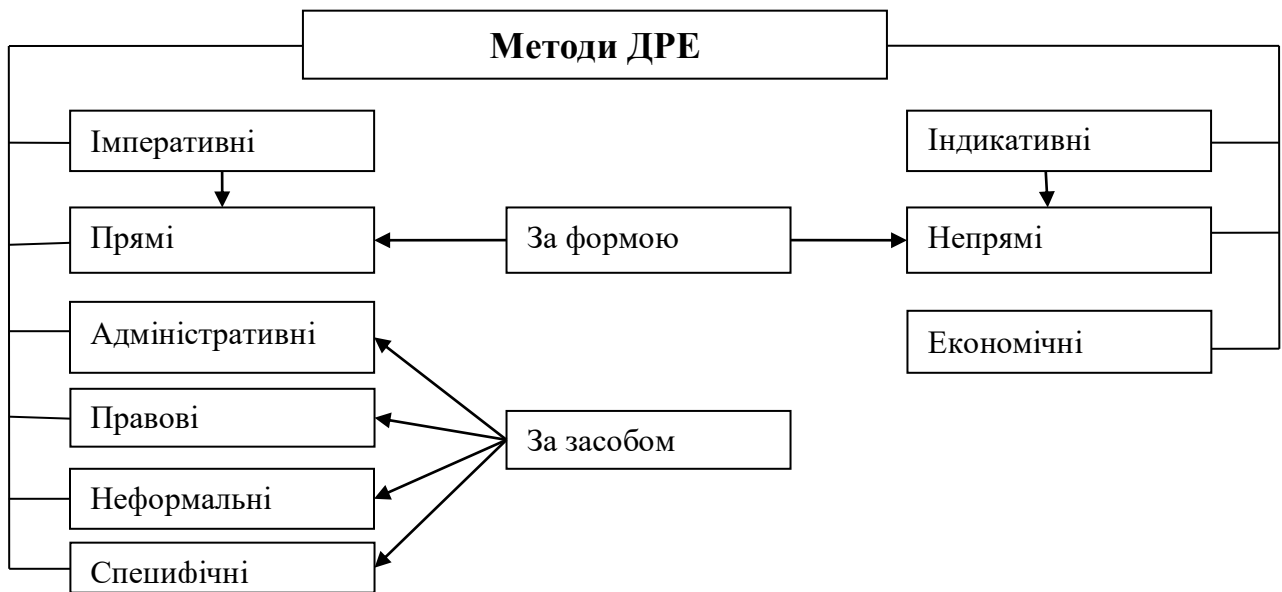 Методи ДРЕ
Імперативні
Індикативні
Прямі
За формою
Непрямі
Адміністративні
Економічні
Правові
За засобом
Неформальні
Специфічні